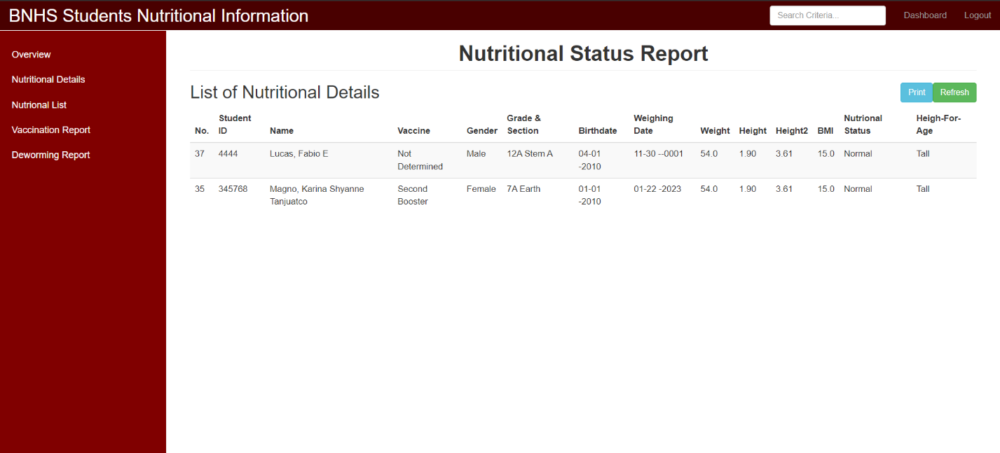 BNHS Students Nutritional Information
Search Criteria...
Dashboard
Logout
Overview
Nutritional Details
Nutrional List
Vaccination Report
Deworming Report
Nutritional Status Report
List of Nutritional Details
Print
Refresh
No. Student ID Name Vaccine Gender Grade & Section Birthdate Weighing Date Weight Height Height2 BMI Nutrional Status Heigh-For-Age
37 4444 Lucas, Fabio E Not Determined Male 12A Stem A 04-01 -2010 11-30 --0001 54.0 1.90 3.61 15.0 Normal Tall
35 345768 Magno, Karina Shyanne Tanjuatco Second Booster Female 7A Earth 01-01 -2010 01-22 -2023 54.0 1.90 3.61 15.0 Normal Tall